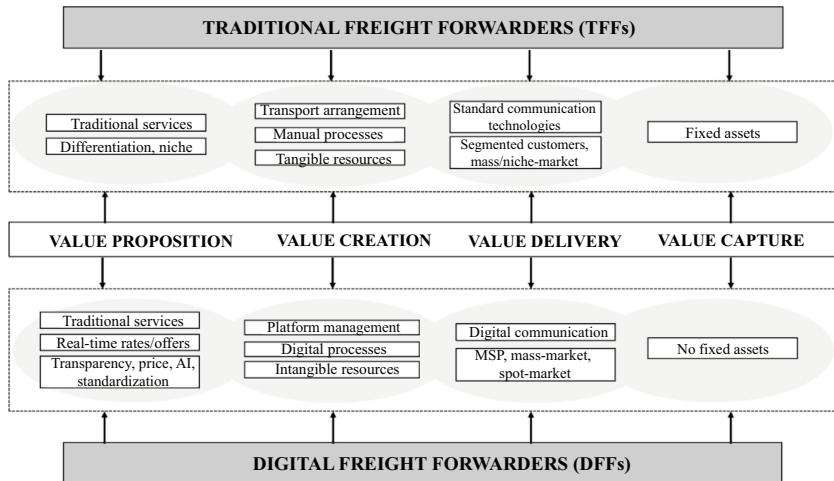 TRADITIONAL FREIGHT FORWARDERS (TFFs)
Traditional services
Differentiation, niche
Transport arrangement
Manual processes
Tangible resources
Standard communication
technologies
Segmented customers,
mass/niche-market
Fixed assets
VALUE PROPOSITION
VALUE CREATION
VALUE DELIVERY
VALUE CAPTURE
Traditional services
Real-time rates/offers
Transparency, price, AI,
standardization
Platform management
Digital processes
Intangible resources
Digital communication
MSP, mass-market,
spot-market
No fixed assets
DIGITAL FREIGHT FORWARDERS (DFFs)